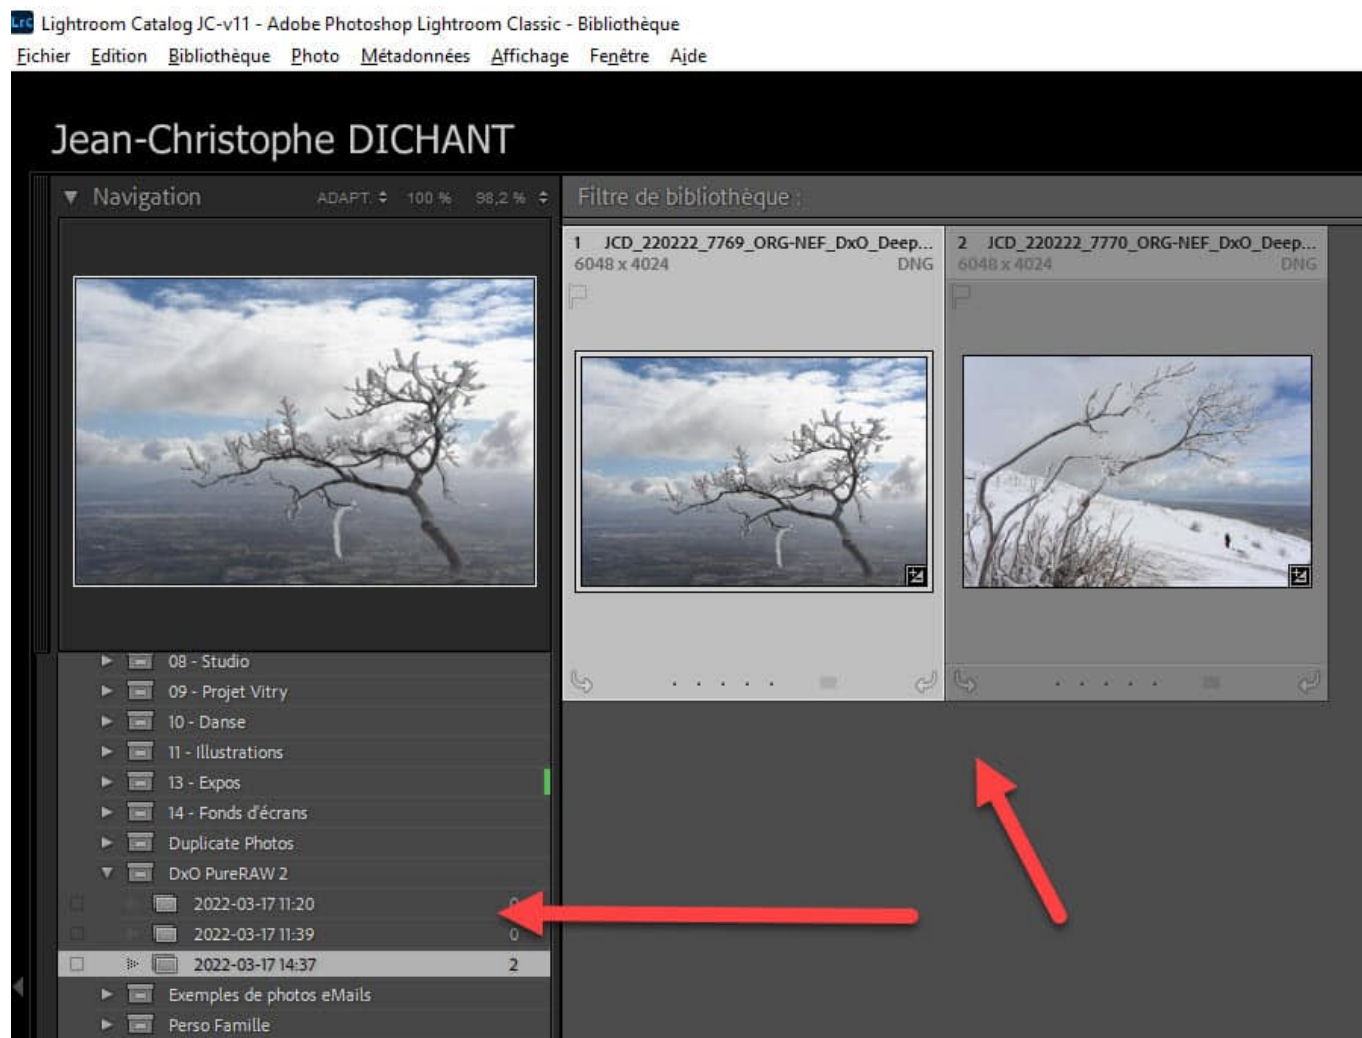 Lrc Lightroom Catalog JC-v11 - Adobe Photoshop Lightroom Classic - Bibliothèque
Fichier Edition Bibliothèque Photo Métadonnées Affichage Fenêtre Aide
Jean-Christophe DICHANT
Navigation ADAPT. 100 % 98,2 %
Filtre de bibliothèque :
1 JCD_220222_7769_ORG-NEF_DxO_Deep...
6048 x 4024 DNG
2 JCD_220222_7770_ORG-NEF_DxO_Deep...
6048 x 4024 DNG
08 - Studio
09 - Projet Vitry
10 - Danse
11 - Illustrations
13 - Expos
14 - Fonds d'écrans
Duplicate Photos
DxO PureRAW 2
2022-03-17 11:20 0
2022-03-17 11:39 0
2022-03-17 14:37 2
Exemples de photos eMails
Perso Famille